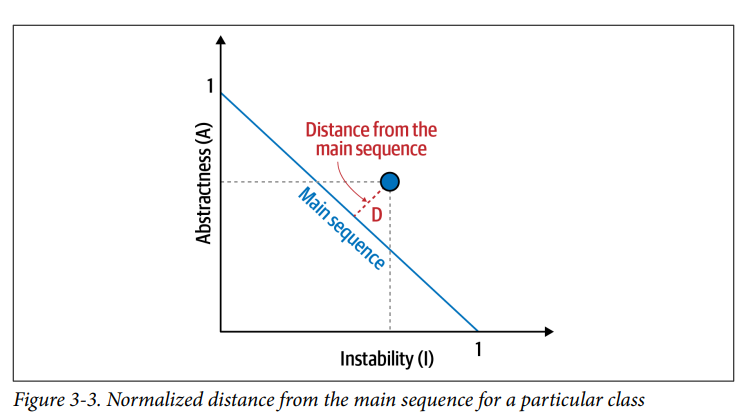 1
Distance from the
main sequence
Abstractness (A)
D
Main sequence
1
Instability (I)
Figure 3-3. Normalized distance from the main sequence for a particular class